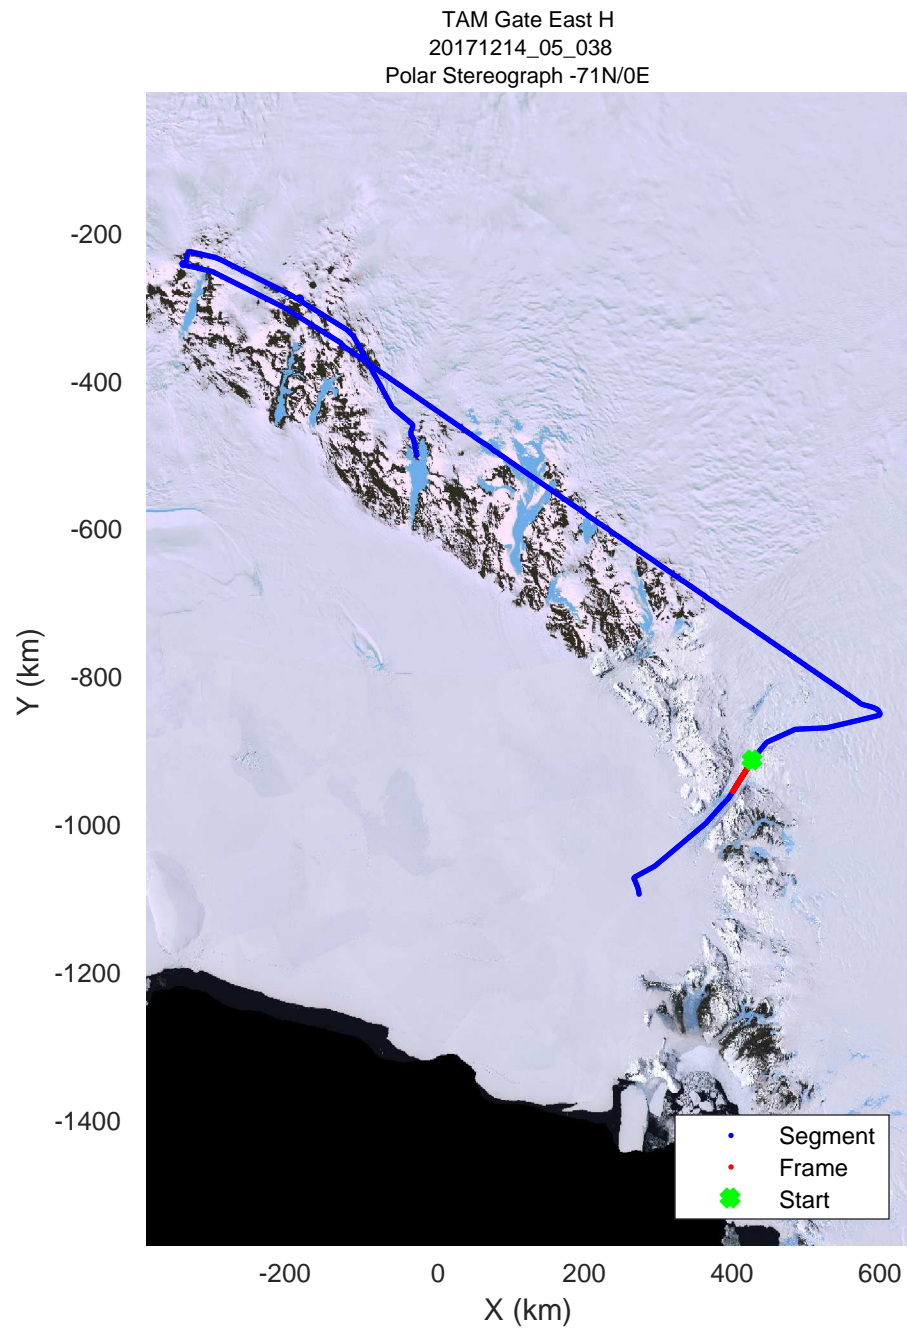 TAM Gate East H
20171214_05_038
Polar Stereograph -71N/0E
-200
-400
-600
-800
-1000
-1200
-1400
Y (km)
Segment
Frame
Start
-200 0 200 400 600
X (km)